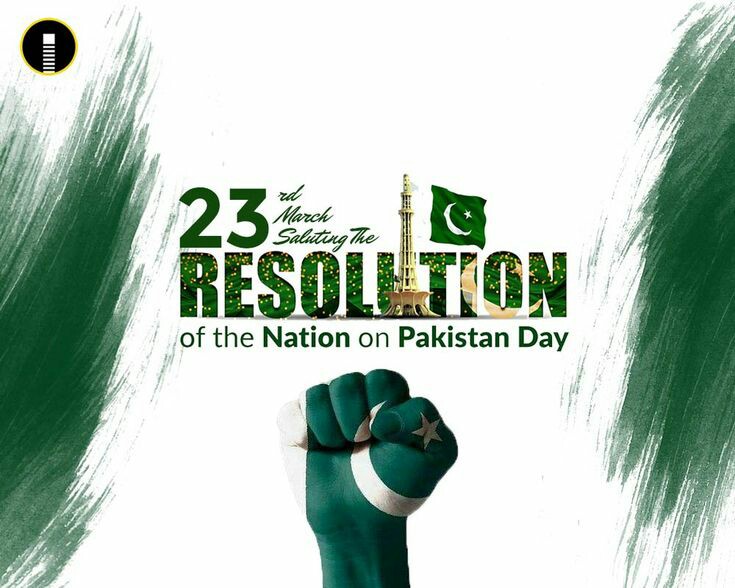 23rd March Saluting The
RESOLUTION
of the Nation on Pakistan Day